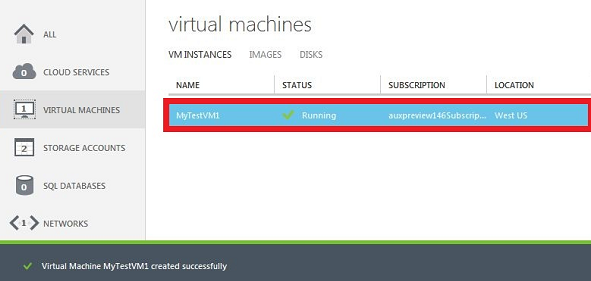 virtual machines
VM INSTANCES IMAGES DISKS
NAME STATUS SUBSCRIPTION LOCATION
MyTestVM1 Running auxpreview146Subscrip... West US
ALL
0 CLOUD SERVICES
1 VIRTUAL MACHINES
2 STORAGE ACCOUNTS
0 SQL DATABASES
1 NETWORKS
Virtual Machine MyTestVM1 created successfully